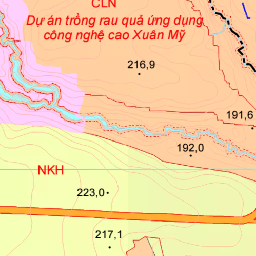 CLN
Dự án trồng rau quả ứng dụng
công nghệ cao Xuân Mỹ
216,9
191,6
192,0
NKH
223,0
217,1